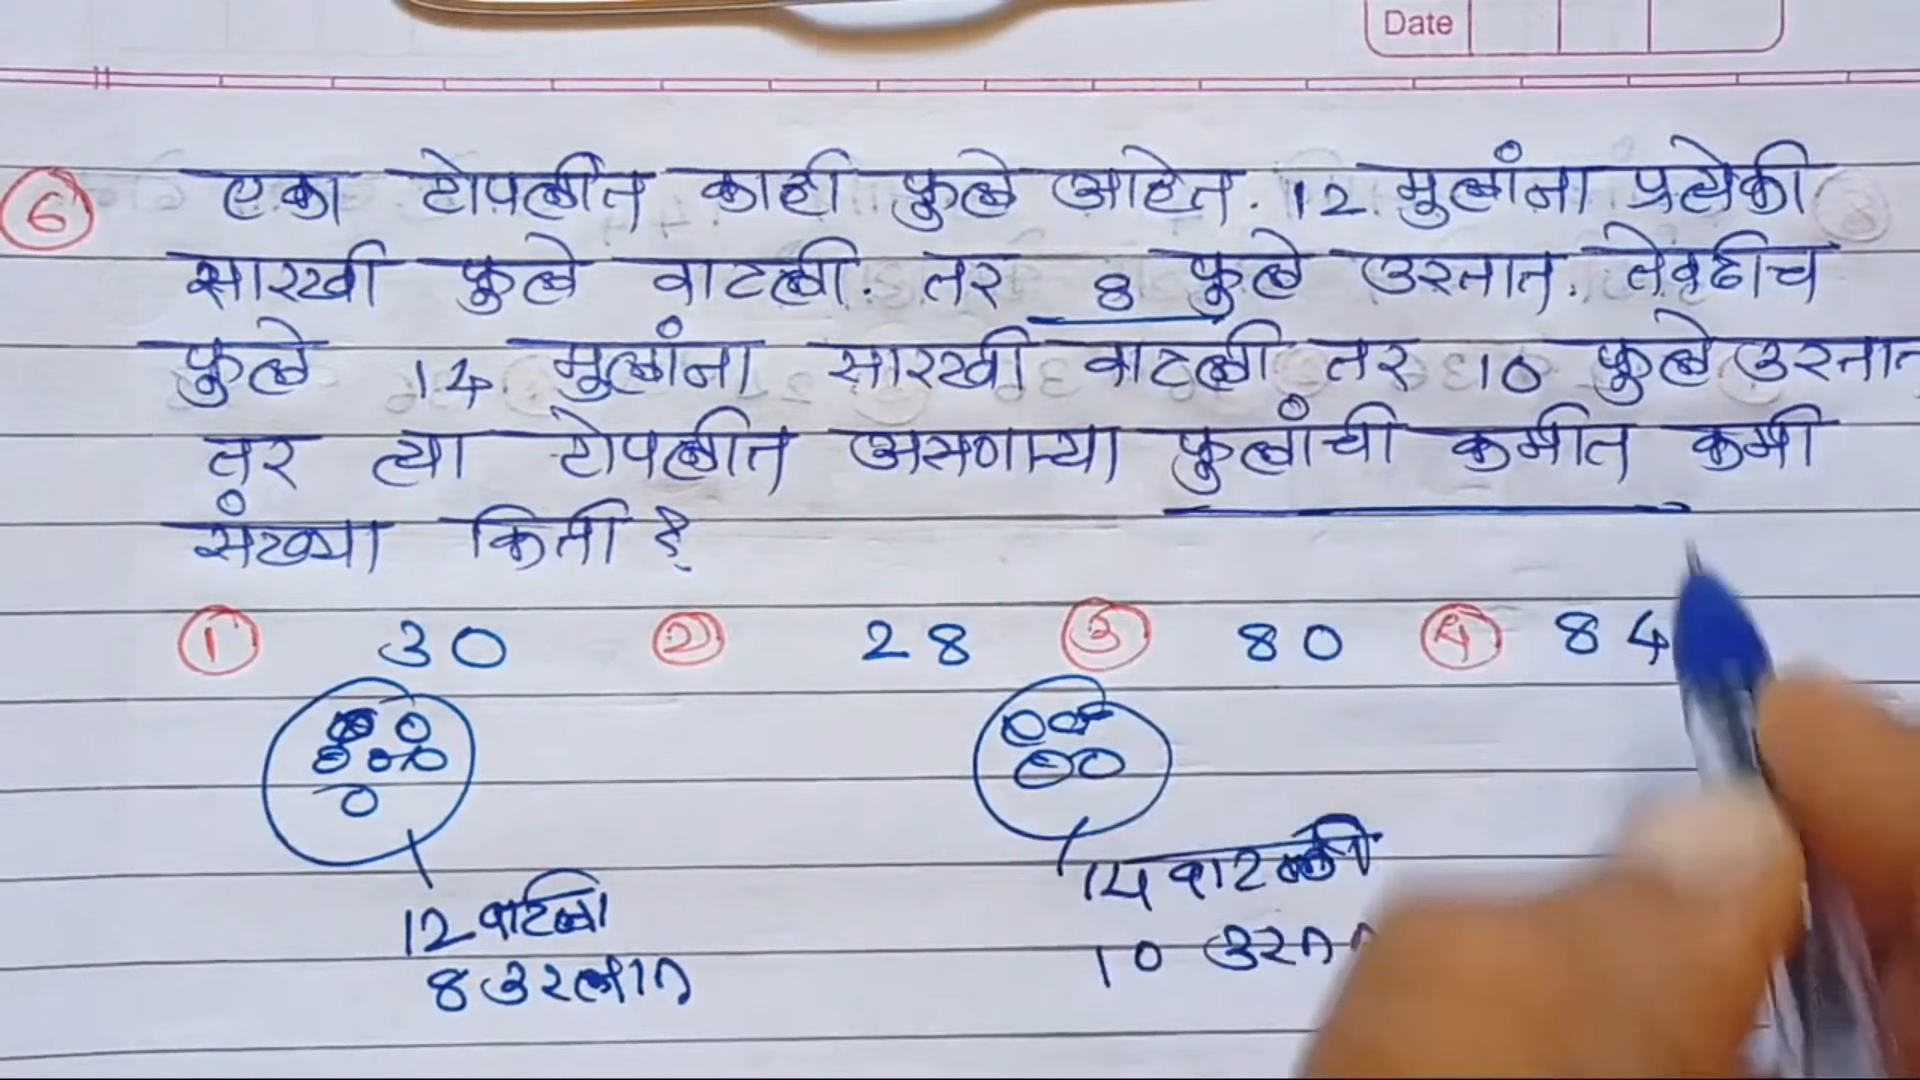 Date
6 एका टोपलीत काही फुले आहेत. 12 मुलांना प्रत्येकी
सारखी फुले वाटली. तर 8 फुले उरतात. तेवढीच
फुले 14 मुलांना सारखी वाटली तर 10 फुले उरतात
तर त्या टोपलीत असणाऱ्या फुलांची कमीत कमी
संख्या किती?
1 30 2 28 3 80 4 84
12 वाटली
8 उरलात
14 वाटली
10 उरत